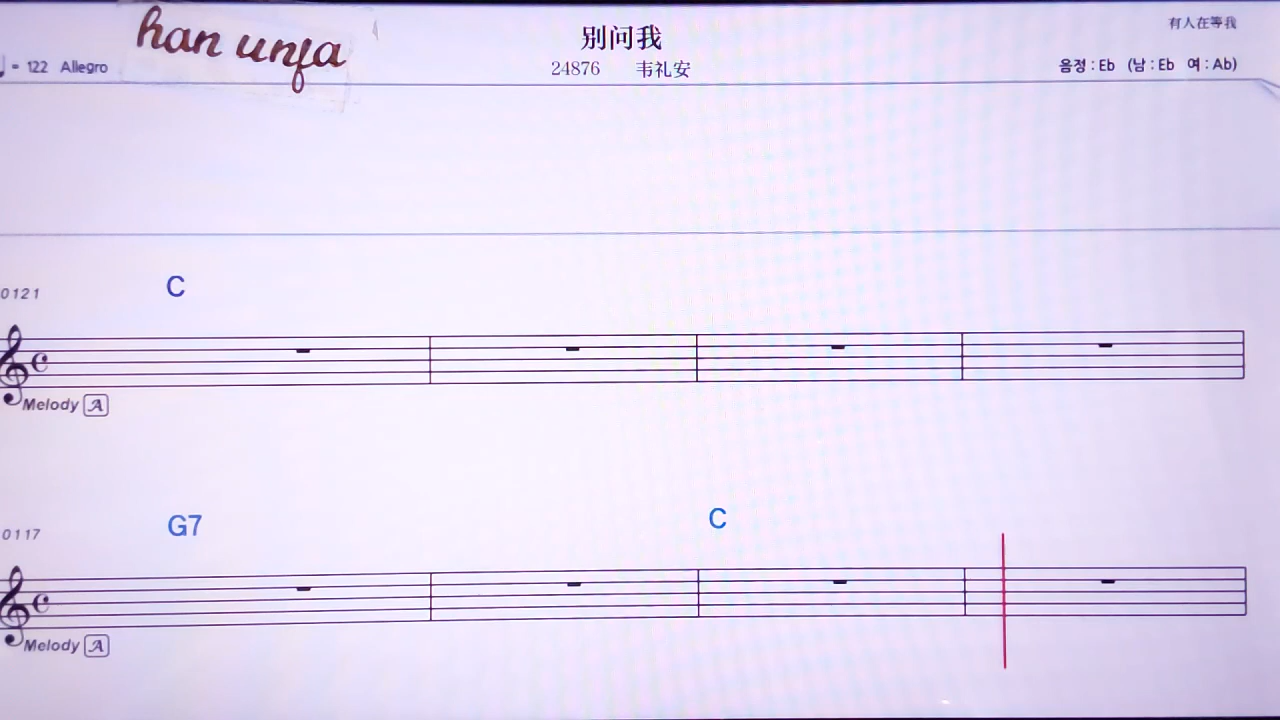 han unfa
别问我
有人在等我
= 122 Allegro
24876 韦礼安
음정 : Eb (남 : Eb 여 : Ab)
C
0121
Melody A
G7 C
0117
Melody A